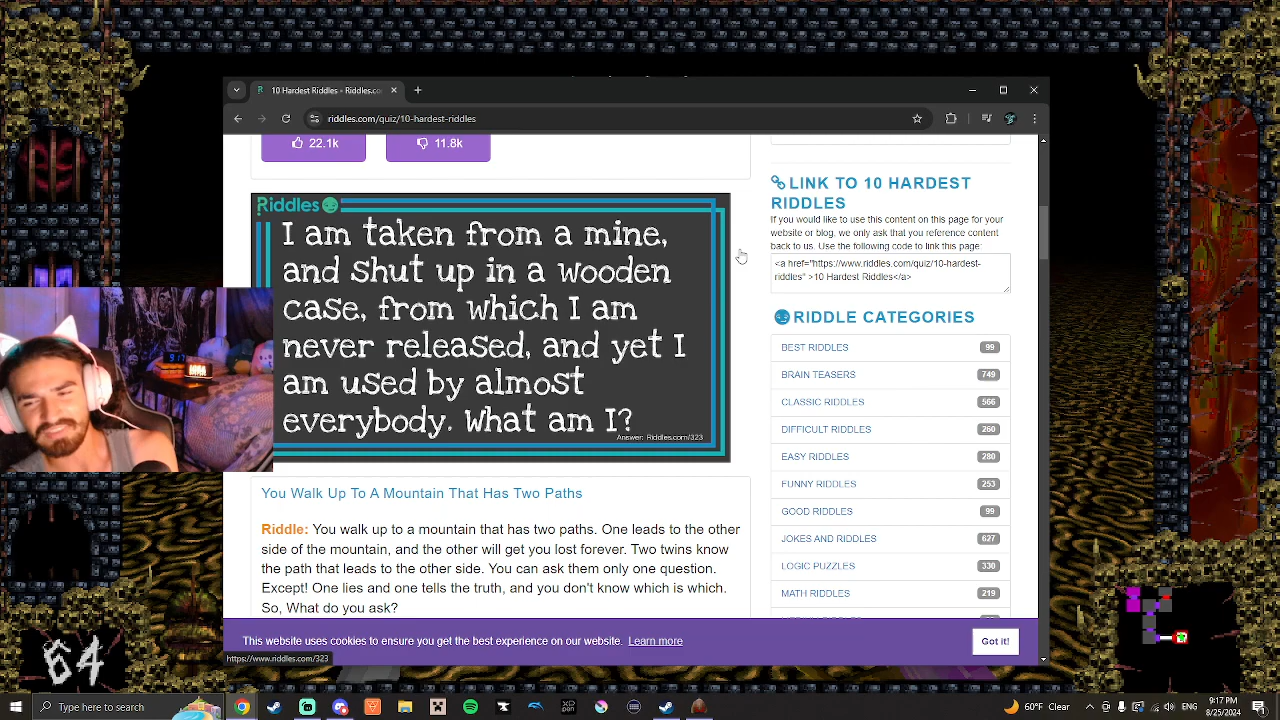 10 Hardest Riddles » Riddles.co
riddles.com/quiz/10-hardest-riddles
22.1k
11.8k
Riddles
I am taken from a mine,
and shut up in a wooden
case, from which I am
never released, and yet I
am used by almost
everybody. What am I?
Answer: Riddles.com/323
You Walk Up To A Mountain That Has Two Paths
Riddle: You walk up to a mountain that has two paths. One leads to the other
side of the mountain, and the other will get you lost forever. Two twins know
the path that leads to the other side. You can ask them only one question.
Except! One lies and one tells the truth, and you don't know which is which.
So, What do you ask?
LINK TO 10 HARDEST
RIDDLES
If you would like to use this content on this page for your
website or blog, we only ask that you reference content
back to us. Use the following code to link this page:
<a href="https://www.riddles.com/quiz/10-hardest-
riddles" >10 Hardest Riddles</a>
RIDDLE CATEGORIES
BEST RIDDLES 99
BRAIN TEASERS 749
CLASSIC RIDDLES 566
DIFFICULT RIDDLES 260
EASY RIDDLES 280
FUNNY RIDDLES 253
GOOD RIDDLES 99
JOKES AND RIDDLES 627
LOGIC PUZZLES 330
MATH RIDDLES 219
This website uses cookies to ensure you get the best experience on our website. Learn more
Got it!
https://www.riddles.com/323
64
9:17
Search
60°F Clear
9:17 PM
8/25/2024